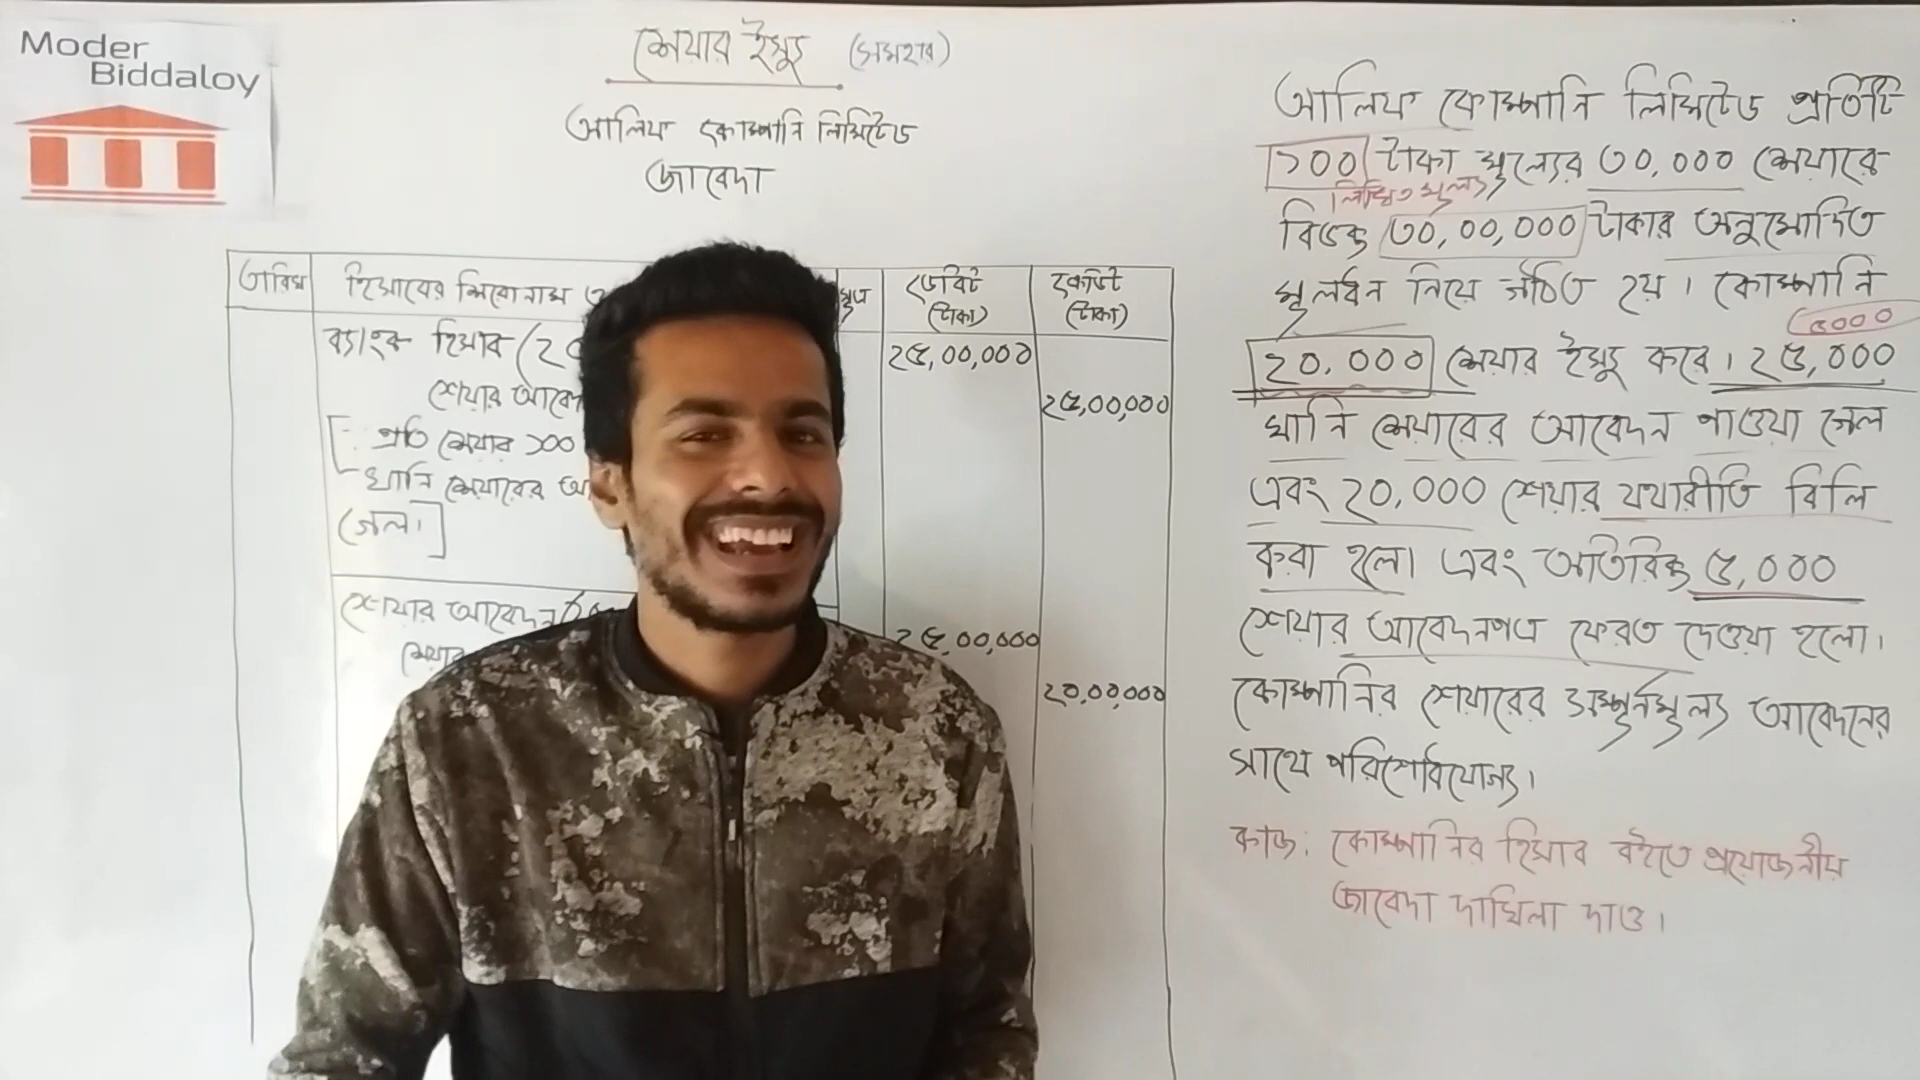 Moder
Biddaloy
শেয়ার ইস্যু (সমহার)
আলিফ কোম্পানি লিমিটেড
জাবেদা
তারিখ
হিসাবের শিরোনাম ও
সূত্র
ডেবিট
(টাকা)
ক্রেডিট
(টাকা)
ব্যাংক হিসাব (২৫
২৫,০০,০০০
শেয়ার আবেদ
২৫,০০,০০০
[∵ প্রতি শেয়ার ১০০
খানি শেয়ারের আ
গেল।]
শেয়ার আবেদন
২৫,০০,০০০
শেয়ার
২০,০০,০০০
আলিফ কোম্পানি লিমিটেড প্রতিটি
১০০ টাকা মূল্যের ৩০,০০০ শেয়ারে
লিখিত মূল্য
বিভক্ত ৩০,০০,০০০ টাকার অনুমোদিত
মূলধন নিয়ে গঠিত হয়। কোম্পানি
৫০০০
২০,০০০ শেয়ার ইস্যু করে। ২৫,০০০
খানি শেয়ারের আবেদন পাওয়া গেল
এবং ২০,০০০ শেয়ার যথারীতি বিলি
করা হলো এবং অতিরিক্ত ৫,০০০
শেয়ার আবেদনপত্র ফেরত দেওয়া হলো।
কোম্পানির শেয়ারের সম্পূর্নমূল্য আবেদনের
সাথে পরিশোধযোগ্য।
কাজ: কোম্পানির হিসাব বইতে প্রয়োজনীয়
জাবেদা দাখিলা দাও।